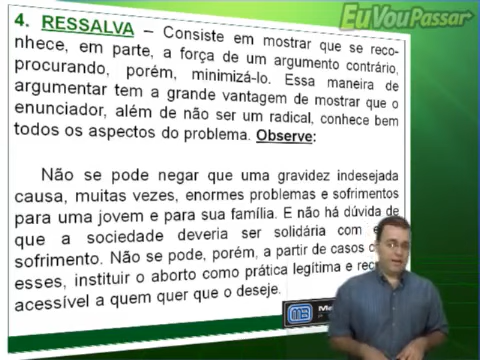 EuVouPassar
4. RESSALVA – Consiste em mostrar que se reco-
nhece, em parte, a força de um argumento contrário,
procurando, porém, minimizá-lo. Essa maneira de
argumentar tem a grande vantagem de mostrar que o
enunciador, além de não ser um radical, conhece bem
todos os aspectos do problema. Observe:
Não se pode negar que uma gravidez indesejada
causa, muitas vezes, enormes problemas e sofrimentos
para uma jovem e para sua família. E não há dúvida de
que a sociedade deveria ser solidária com
sofrimento. Não se pode, porém, a partir de casos
esses, instituir o aborto como prática legítima e
acessível a quem quer que o deseje.
MB